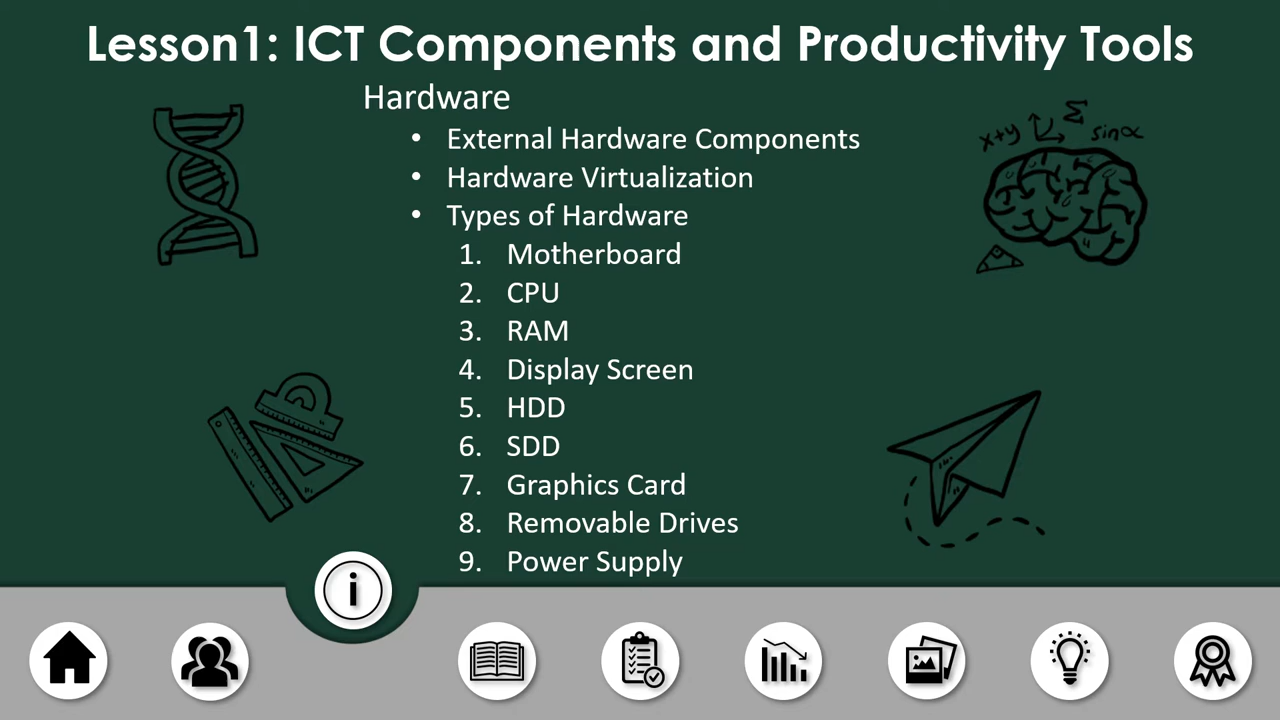 Lesson1: ICT Components and Productivity Tools
Hardware
• External Hardware Components
• Hardware Virtualization
• Types of Hardware
1. Motherboard
2. CPU
3. RAM
4. Display Screen
5. HDD
6. SDD
7. Graphics Card
8. Removable Drives
9. Power Supply
x+y Σ sinα
i